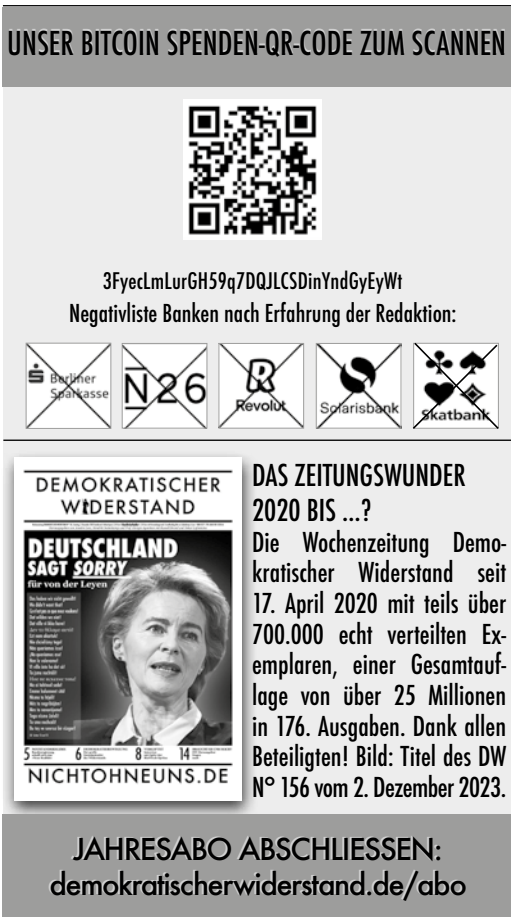 UNSER BITCOIN SPENDEN-QR-CODE ZUM SCANNEN
3FyecLmLurGH59q7DQJLCSDinYndGyEyWt
Negativliste Banken nach Erfahrung der Redaktion:
Berliner
Sparkasse
N26
Revolut
Solarisbank
Skatbank
DEMOKRATISCHER
WIDERSTAND
DEUTSCHLAND
SAGT SORRY
für von der Leyen
5
6
8
14
NICHTOHNEUNS.DE
DAS ZEITUNGSWUNDER
2020 BIS ...?
Die Wochenzeitung Demo-
kratischer Widerstand seit
17. April 2020 mit teils über
700.000 echt verteilten Ex-
emplaren, einer Gesamtauf-
lage von über 25 Millionen
in 176. Ausgaben. Dank allen
Beteiligten! Bild: Titel des DW
N° 156 vom 2. Dezember 2023.
JAHRESABO ABSCHLIESSEN:
demokratischerwiderstand.de/abo